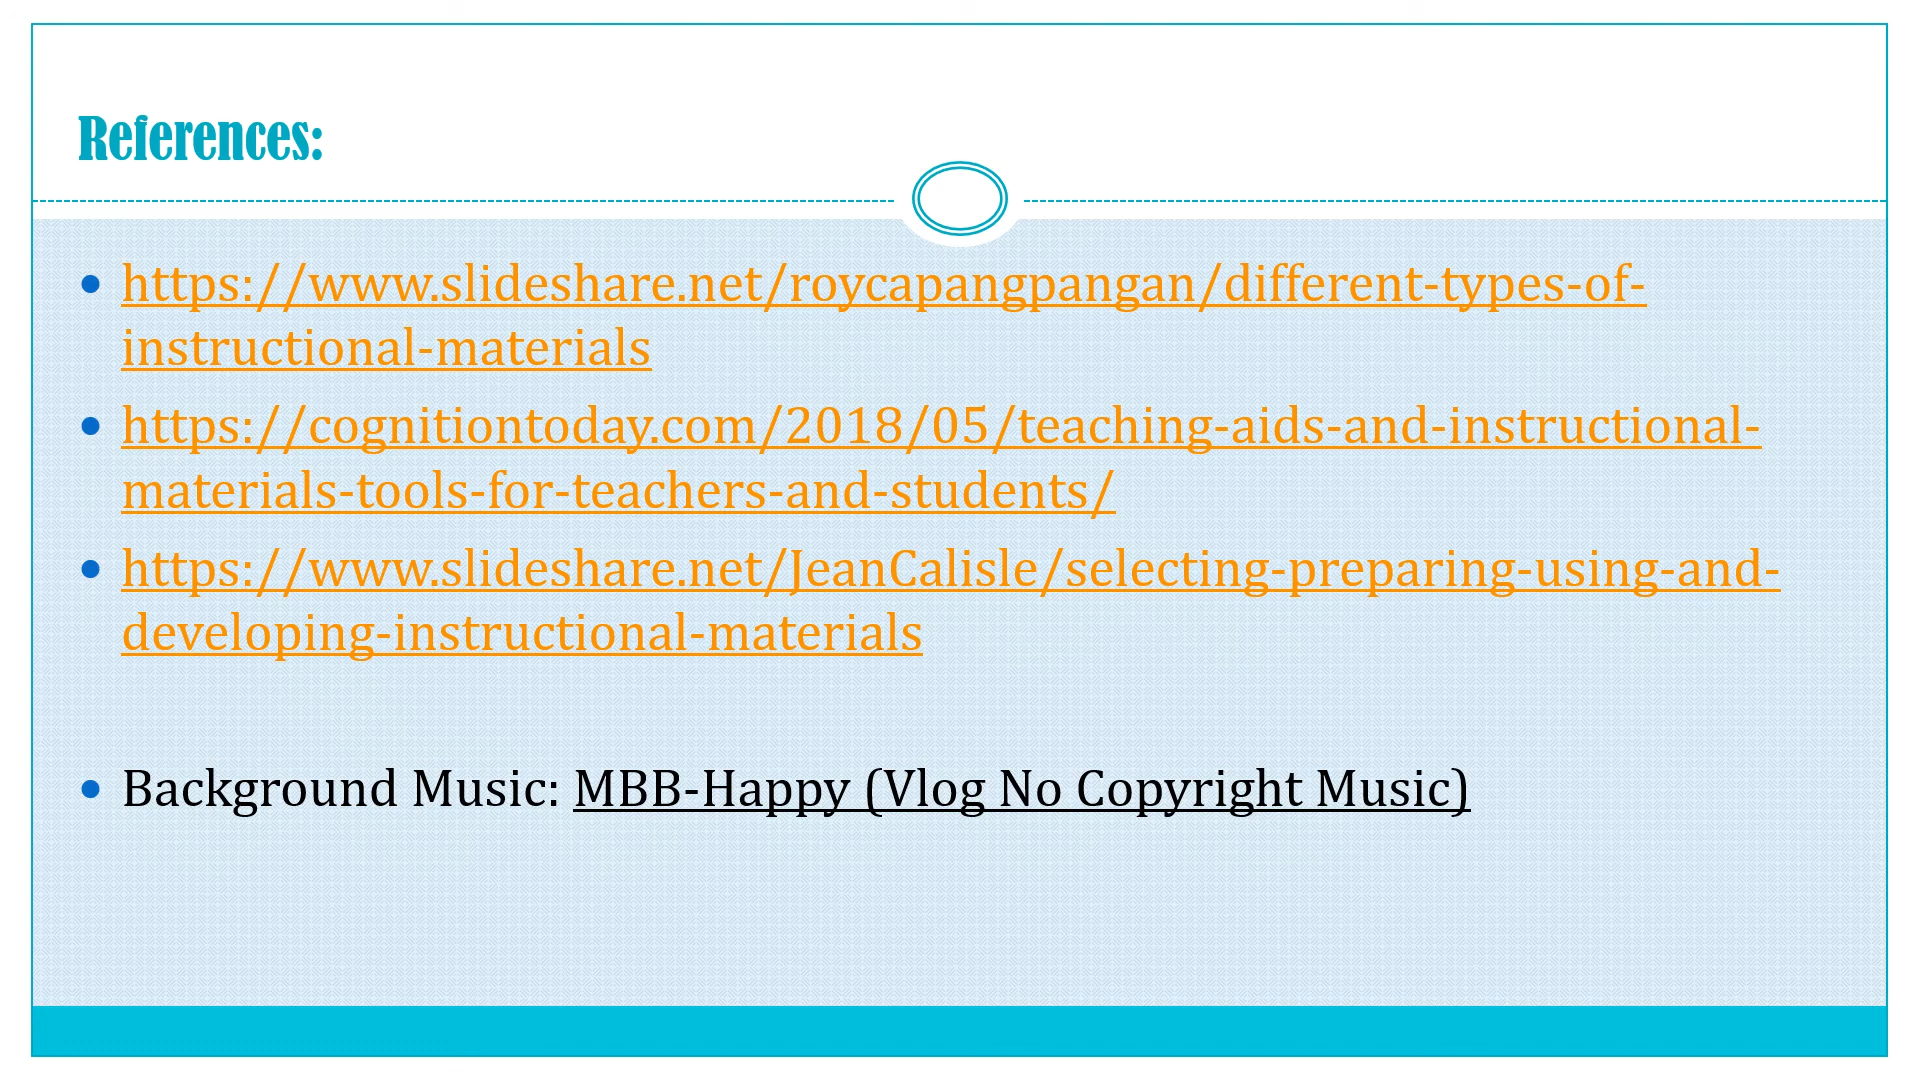 References:
https://www.slideshare.net/roycapangpangan/different-types-of-
instructional-materials
https://cognitiontoday.com/2018/05/teaching-aids-and-instructional-
materials-tools-for-teachers-and-students/
https://www.slideshare.net/JeanCalisle/selecting-preparing-using-and-
developing-instructional-materials
Background Music: MBB-Happy (Vlog No Copyright Music)